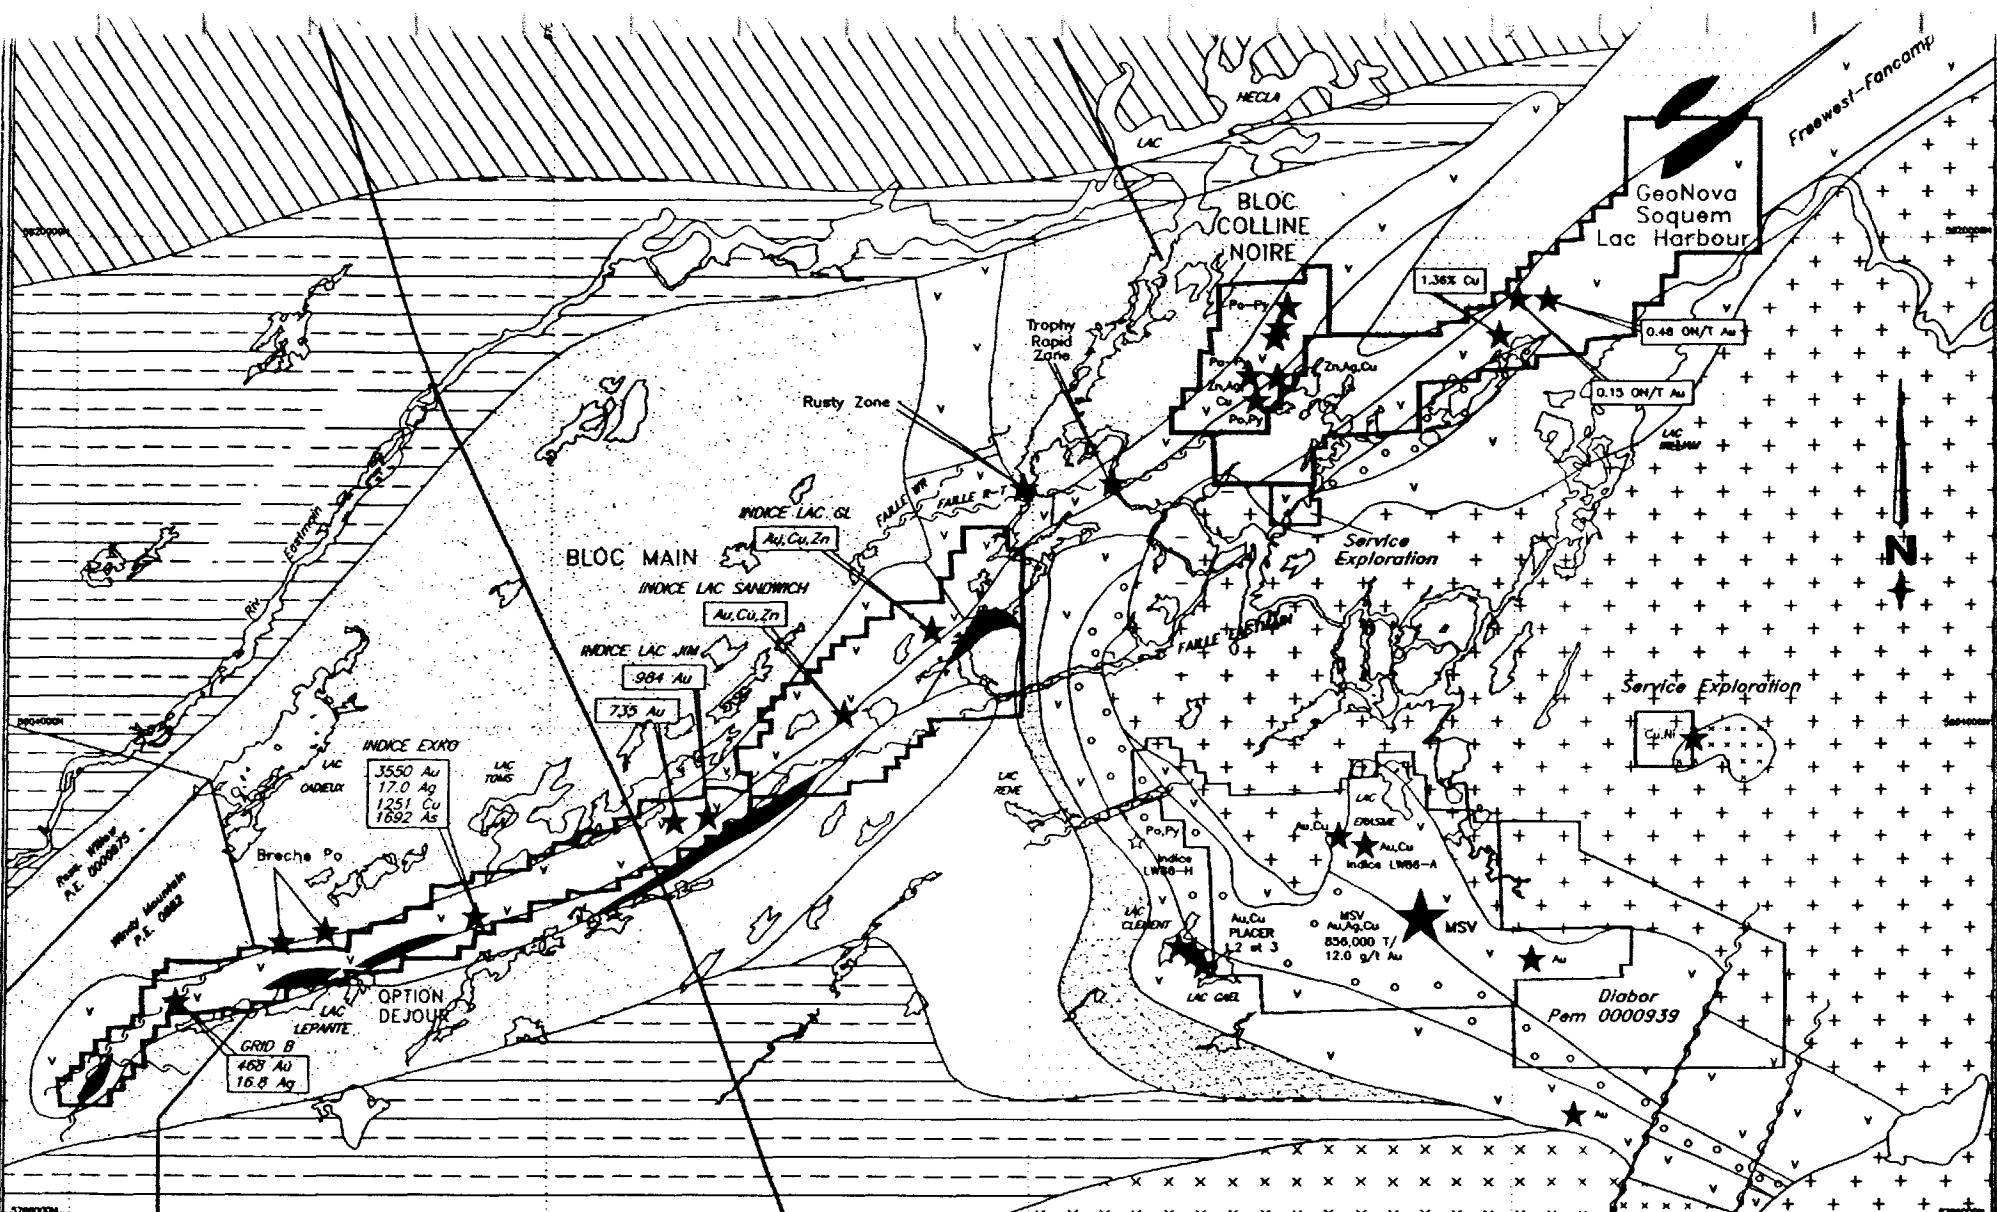 HECLA
LAC
Freewest-Fancamp
BLOC
COLLINE
NOIRE
GeoNova
Soquem
Lac Harbour
5820000N
1.36% Cu
0.48 ON/T Au
0.15 ON/T Au
Po-Py
Zn,Ag,Cu
Zn,Ag
Cu
Po,Py
Trophy
Rapid
Zone
Rusty Zone
FAILLE WR
FAILLE R-T
INDICE LAC GL
Au,Cu,Zn
BLOC MAIN
INDICE LAC SANDWICH
Au,Cu,Zn
INDICE LAC JIM
984 Au
735 Au
Service
Exploration
N
FAILLE EASTMAIN
Service Exploration
Cu,Ni
Eastmain
Riv
INDICE EXKO
3550 Au
17.0 Ag
1251 Cu
1692 As
LAC
TOMS
LAC
CADIEUX
LAC
RENE
Breche Po
Windy Mountain
Po,Py
Indice
LW86-H
LAC
ERASME
Au,Cu
Au,Cu
Indice LW86-A
LAC
CLEMENT
Au,Cu
PLACER
1,2 et 3
MSV
Au,Ag,Cu
856,000 T/
12.0 g/t Au
MSV
Au
LAC GAEL
Diabor
Pem 0000939
Au
OPTION
DEJOUR
LAC
LEPANTE
GRID B
468 Au
16.8 Ag